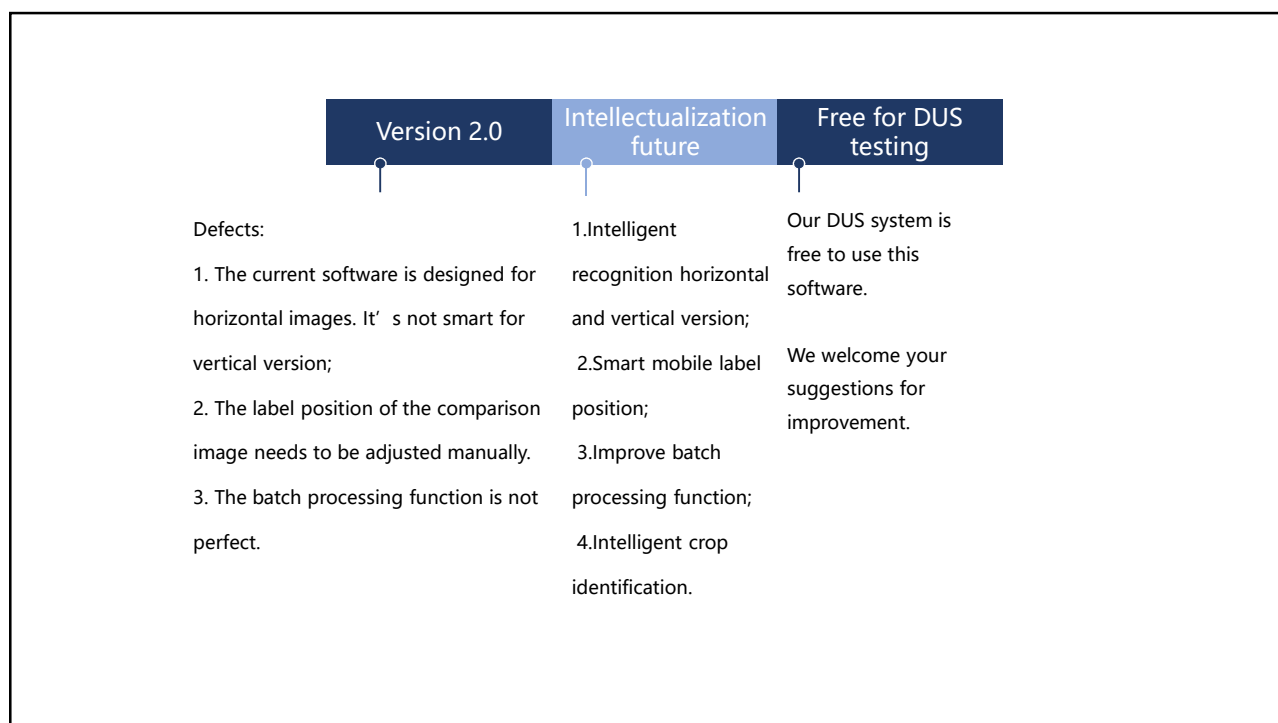 Version 2.0
Intellectualization
future
Free for DUS
testing
Defects:
1. The current software is designed for
horizontal images. It’ s not smart for
vertical version;
2. The label position of the comparison
image needs to be adjusted manually.
3. The batch processing function is not
perfect.
1.Intelligent
recognition horizontal
and vertical version;
2.Smart mobile label
position;
3.Improve batch
processing function;
4.Intelligent crop
identification.
Our DUS system is
free to use this
software.
We welcome your
suggestions for
improvement.